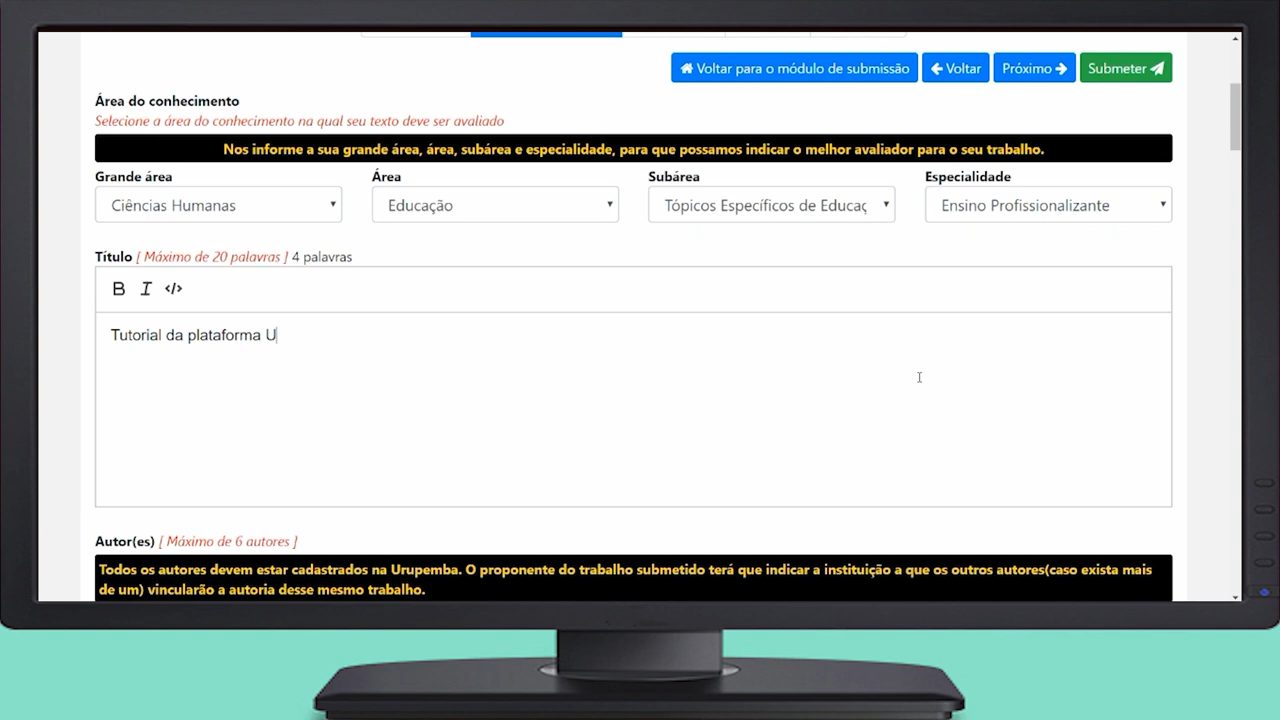 Voltar para o módulo de submissão Voltar Próximo Submeter
Área do conhecimento
Selecione a área do conhecimento na qual seu texto deve ser avaliado
Nos informe a sua grande área, área, subárea e especialidade, para que possamos indicar o melhor avaliador para o seu trabalho.
Grande área Área Subárea Especialidade
Ciências Humanas Educação Tópicos Específicos de Educaç Ensino Profissionalizante
Título [ Máximo de 20 palavras ] 4 palavras
B I </>
Tutorial da plataforma U
Autor(es) [ Máximo de 6 autores ]
Todos os autores devem estar cadastrados na Urupemba. O proponente do trabalho submetido terá que indicar a instituição a que os outros autores(caso exista mais
de um) vincularão a autoria desse mesmo trabalho.